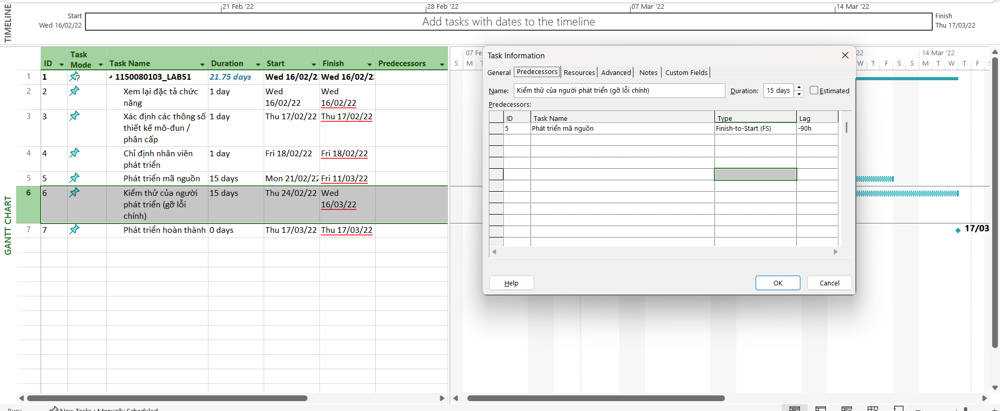 TIMELINE
21 Feb '22
28 Feb '22
07 Mar '22
14 Mar '22
Start
Wed 16/02/22
Add tasks with dates to the timeline
Finish
Thu 17/03/22
GANTT CHART
ID
Task Mode
Task Name
Duration
Start
Finish
Predecessors
1
1
1150080103_LAB51
21.75 days
Wed 16/02/2
Wed 16/02/2
2
2
Xem lại đặc tả chức
năng
1 day
Wed
16/02/22
Wed
16/02/22
3
3
Xác định các thông số
thiết kế mô-đun /
phân cấp
1 day
Thu 17/02/22
Thu 17/02/22
4
4
Chỉ định nhân viên
phát triển
1 day
Fri 18/02/22
Fri 18/02/22
5
5
Phát triển mã nguồn
15 days
Mon 21/02/22
Fri 11/03/22
6
6
Kiểm thử của người
phát triển (gỡ lỗi
chính)
15 days
Thu 24/02/22
Wed
16/03/22
7
7
Phát triển hoàn thành
0 days
Thu 17/03/22
Thu 17/03/22
07 Fe
22
14 Mar '22
S M T
W T F S S M T W T F S
17/03
Task Information
General
Predecessors
Resources
Advanced
Notes
Custom Fields
Name:
Kiểm thử của người phát triển (gỡ lỗi chính)
Duration:
15 days
Estimated
Predecessors:
ID
Task Name
Type
Lag
5
Phát triển mã nguồn
Finish-to-Start (FS)
-90h
Help
OK
Cancel
Busy
New Tasks : Manually Scheduled